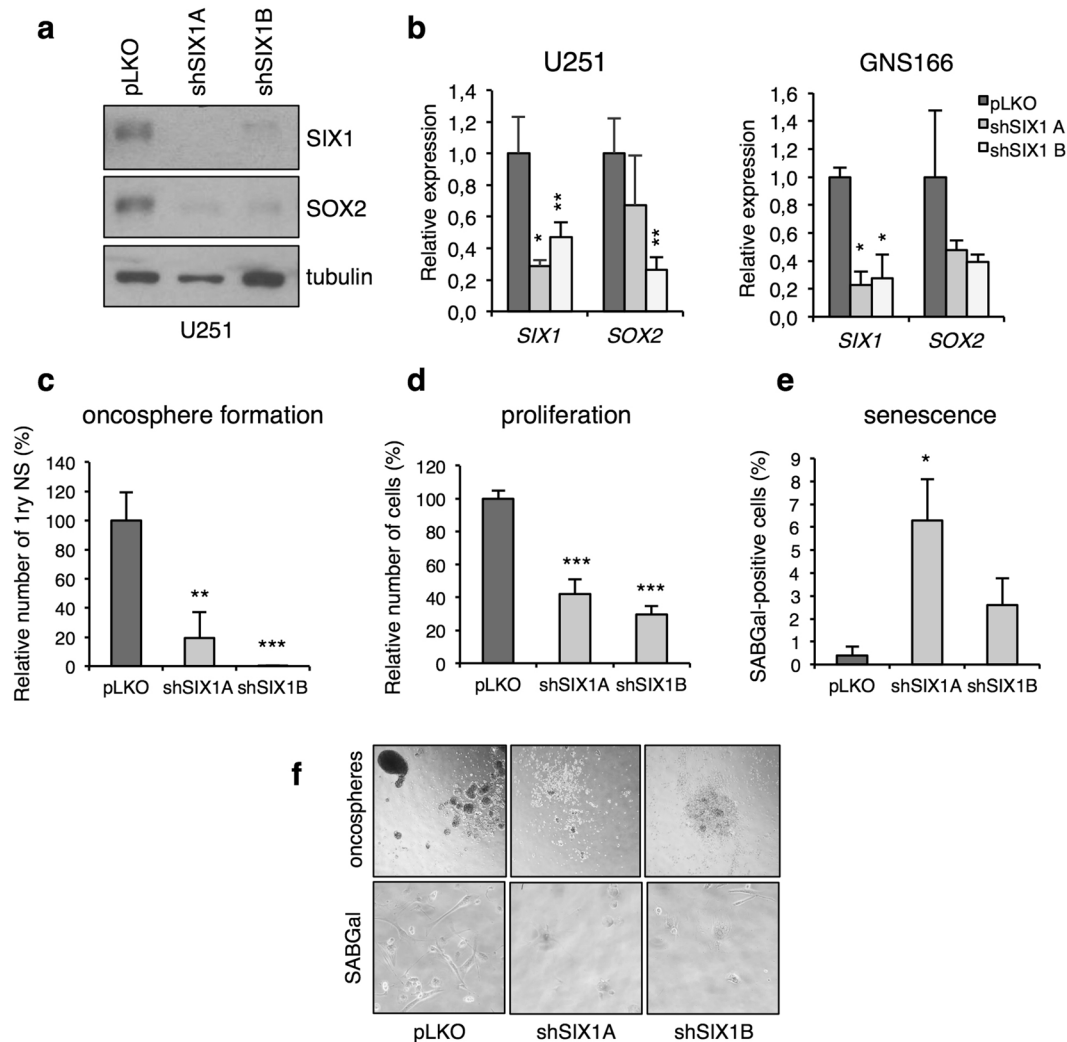 a
pLKO
shSIX1A
shSIX1B
SIX1
SOX2
tubulin
U251
b
U251
Relative expression
1,4
1,2
1,0
0,8
0,6
0,4
0,2
0,0
*
**
**
SIX1
SOX2
GNS166
Relative expression
1,6
1,4
1,2
1,0
0,8
0,6
0,4
0,2
0,0
*
*
SIX1
SOX2
pLKO
shSIX1 A
shSIX1 B
c
oncosphere formation
Relative number of 1ry NS (%)
140
120
100
80
60
40
20
0
**
***
pLKO
shSIX1A
shSIX1B
d
proliferation
Relative number of cells (%)
120
100
80
60
40
20
0
***
***
pLKO
shSIX1A
shSIX1B
e
senescence
SABGal-positive cells (%)
9
8
7
6
5
4
3
2
1
0
*
pLKO
shSIX1A
shSIX1B
f
oncospheres
SABGal
pLKO
shSIX1A
shSIX1B